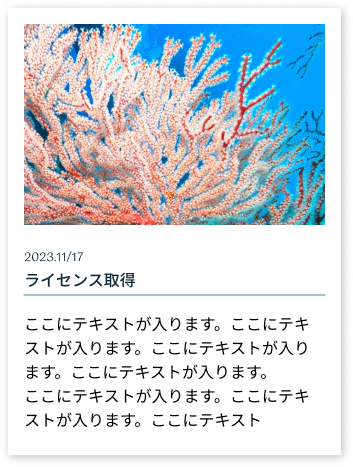 2023.11/17
ライセンス取得
ここにテキストが入ります。ここにテキ
ストが入ります。ここにテキストが入り
ます。ここにテキストが入ります。
ここにテキストが入ります。ここにテキ
ストが入ります。ここにテキスト